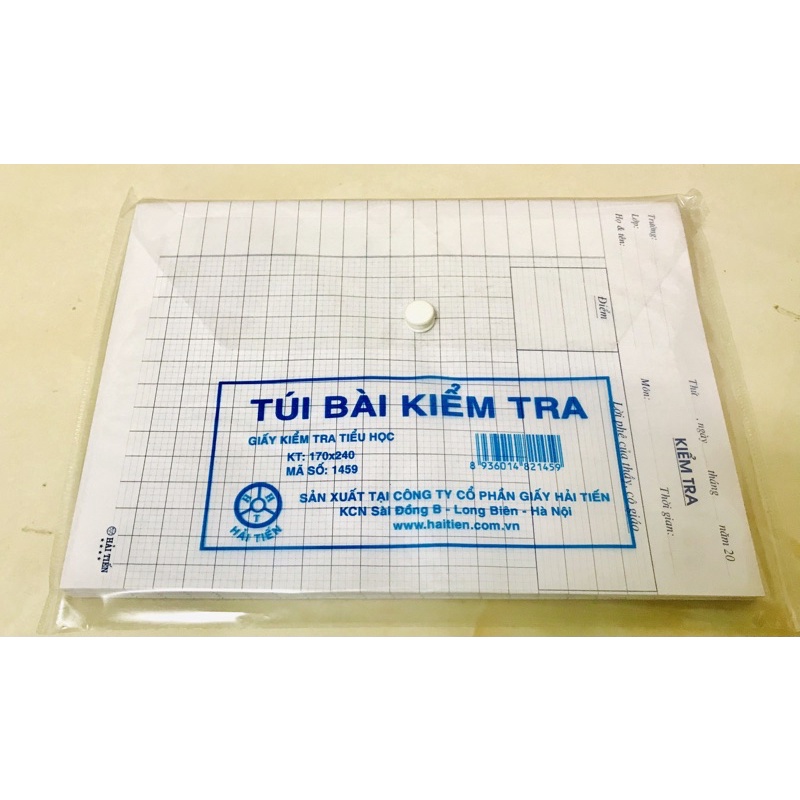 TÚI BÀI KIỂM TRA
GIẤY KIỂM TRA TIỂU HỌC
KT: 170x240
MÃ SỐ: 1459
8 936014 821459
H H T
HẢI TIẾN
SẢN XUẤT TẠI CÔNG TY CỔ PHẦN GIẤY HẢI TIẾN
KCN Sài Đồng B - Long Biên - Hà Nội
www.haitien.com.vn
Trường:
Lớp:
Họ & tên:
Thứ , ngày tháng năm 20
KIỂM TRA
Môn: Thời gian:
Điểm
Lời phê của thầy, cô giáo
HẢI TIẾN